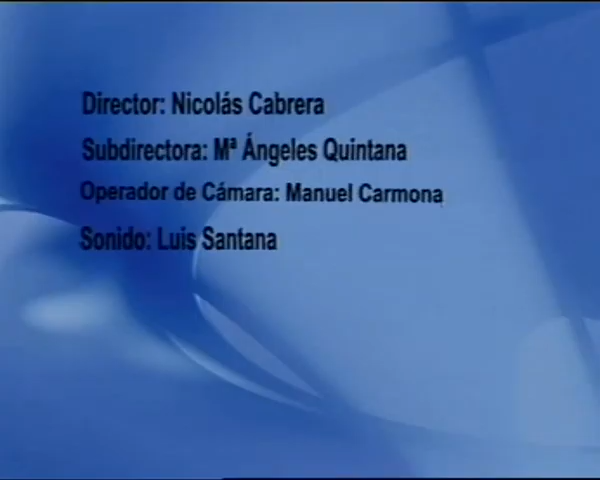 Director: Nicolás Cabrera
Subdirectora: Mª Ángeles Quintana
Operador de Cámara: Manuel Carmona
Sonido: Luis Santana